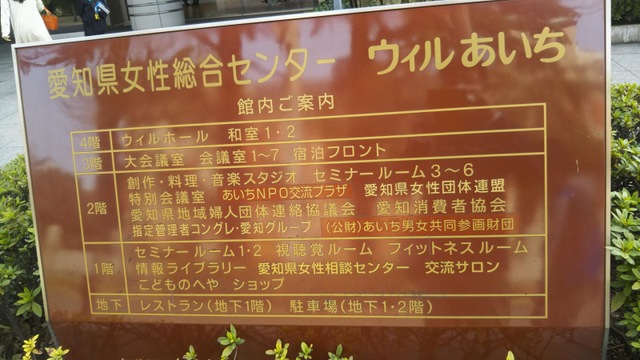 愛知県女性総合センター ウィルあいち
館内ご案内
4階 ウィルホール 和室1・2
3階 大会議室 会議室1~7 宿泊フロント
2階 創作・料理・音楽スタジオ セミナールーム3~6
特別会議室 あいちNPO交流プラザ 愛知県女性団体連盟
愛知県地域婦人団体連絡協議会 愛知消費者協会
指定管理者コングレ・愛知グループ (公財)あいち男女共同参画財団
1階 セミナールーム1・2 視聴覚ルーム フィットネスルーム
情報ライブラリー 愛知県女性相談センター 交流サロン
こどものへや ショップ
地下 レストラン(地下1階) 駐車場(地下1・2階)